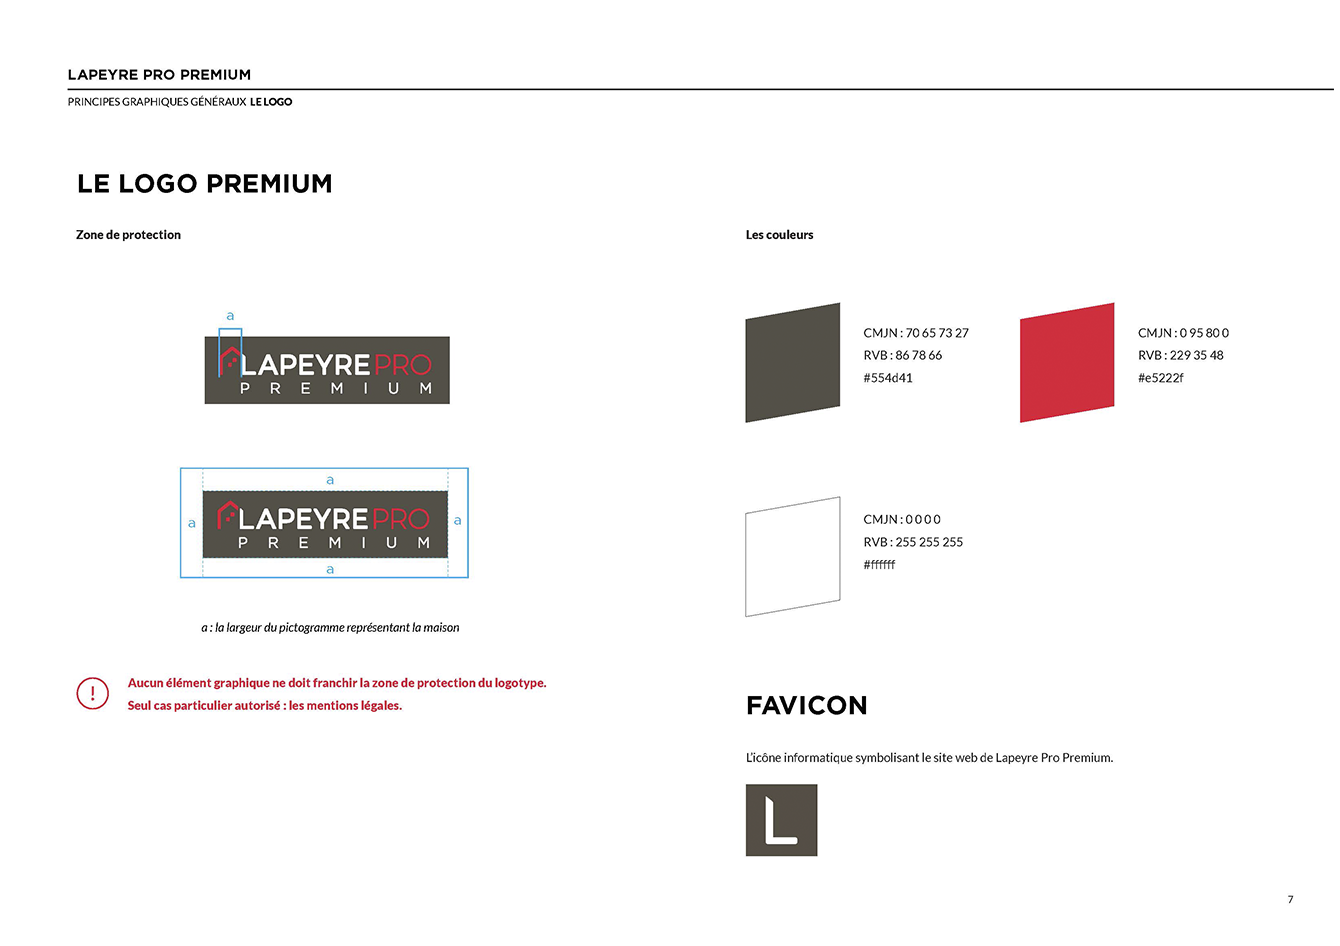 LAPEYRE PRO PREMIUM
PRINCIPES GRAPHIQUES GÉNÉRAUX LE LOGO
LE LOGO PREMIUM
Zone de protection
a
LAPEYRE PRO
PREMIUM
a
a
LAPEYRE PRO
PREMIUM
a
a
a : la largeur du pictogramme représentant la maison
! Aucun élément graphique ne doit franchir la zone de protection du logotype.
Seul cas particulier autorisé : les mentions légales.
Les couleurs
CMJN : 70 65 73 27
RVB : 86 78 66
#554d41
CMJN : 0 95 80 0
RVB : 229 35 48
#e5222f
CMJN : 0 0 0 0
RVB : 255 255 255
#ffffff
FAVICON
L'icône informatique symbolisant le site web de Lapeyre Pro Premium.
L
7